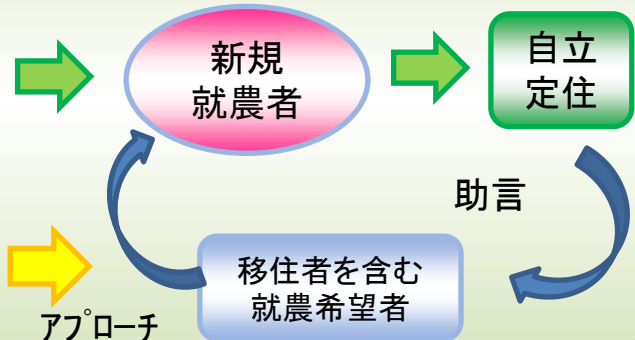 新規
就農者
自立
定住
助言
移住者を含む
就農希望者
アプローチ